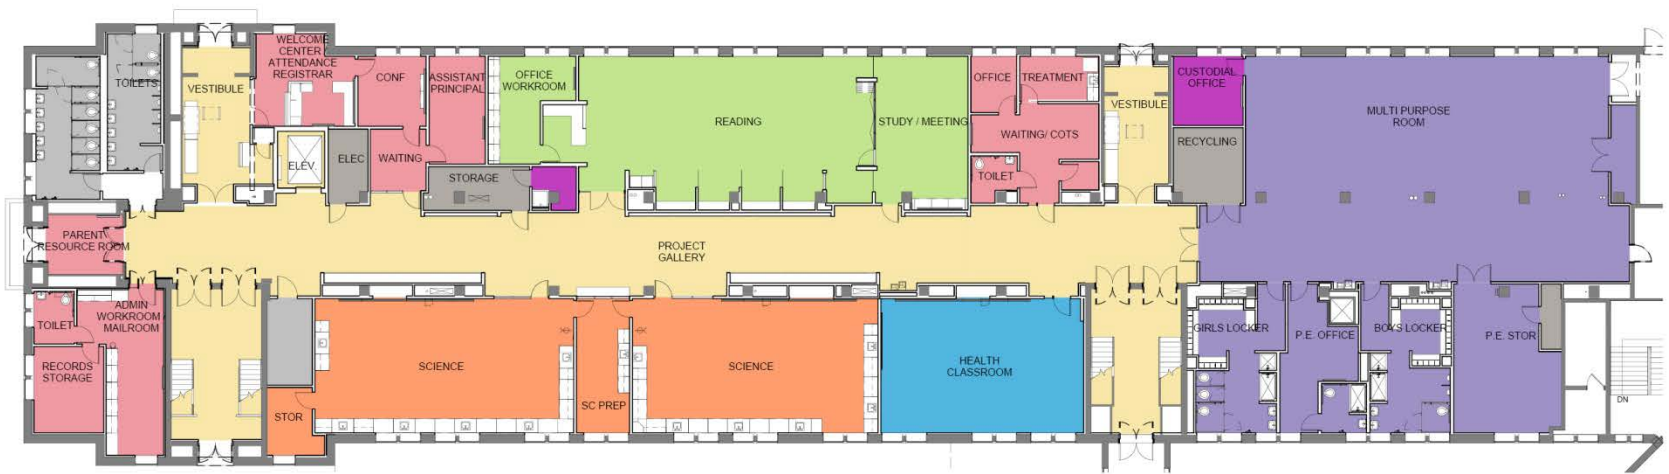 WELCOME
CENTER
ATTENDANCE
REGISTRAR
TOILETS
VESTIBULE
CONF
ASSISTANT
PRINCIPAL
OFFICE
WORKROOM
READING
STUDY / MEETING
OFFICE
TREATMENT
VESTIBULE
CUSTODIAL
OFFICE
MULTI PURPOSE
ROOM
ELEV.
ELEC
WAITING
STORAGE
WAITING/ COTS
TOILET
RECYCLING
PARENT
RESOURCE ROOM
PROJECT
GALLERY
TOILET
ADMIN
WORKROOM /
MAILROOM
RECORDS
STORAGE
STOR
SCIENCE
SC PREP
SCIENCE
HEALTH
CLASSROOM
GIRLS LOCKER
P.E. OFFICE
BOYS LOCKER
P.E. STOR
DN